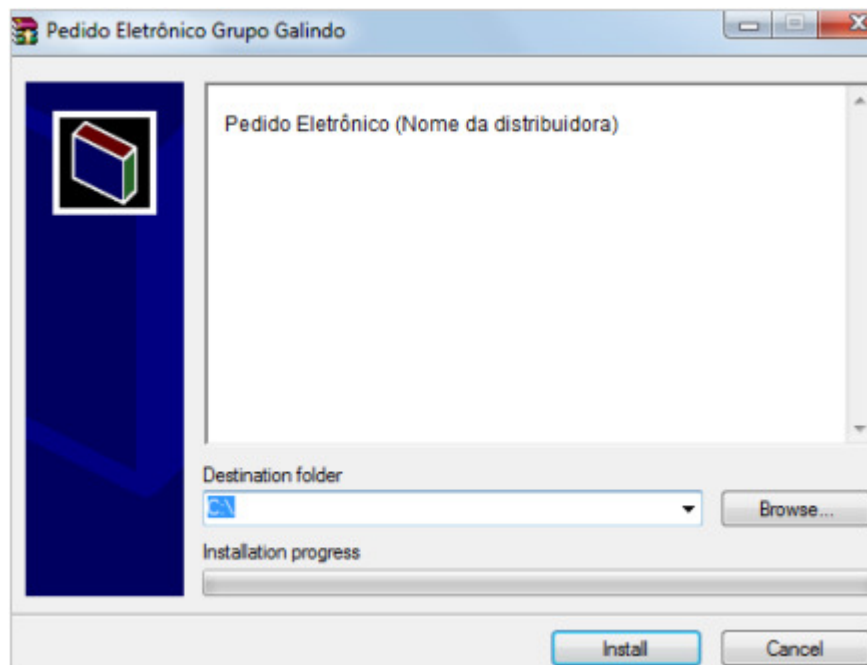 Pedido Eletrônico Grupo Galindo
Pedido Eletrônico (Nome da distribuidora)
Destination folder
C:\
Browse...
Installation progress
Install
Cancel